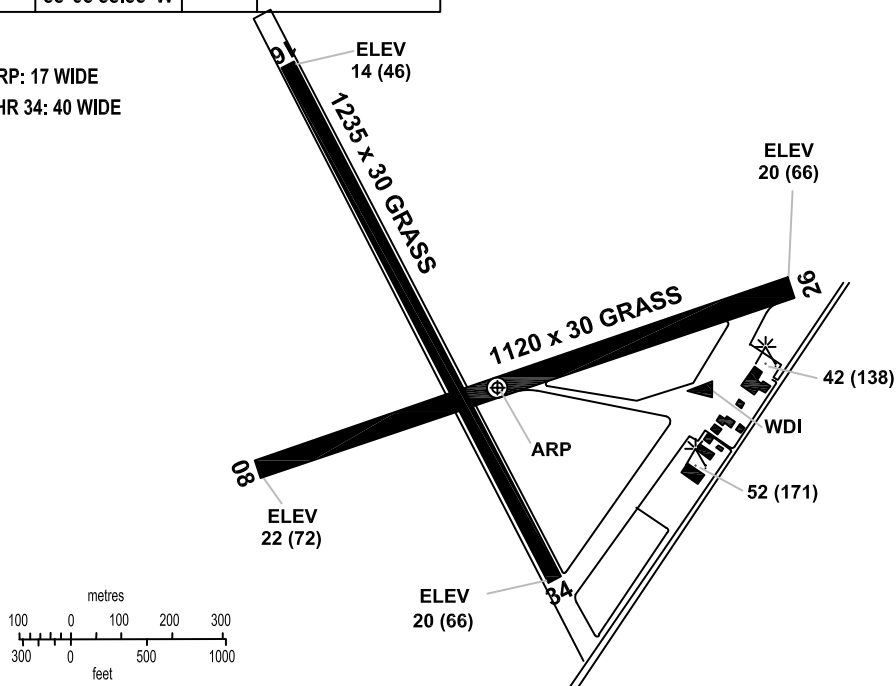 W
RP: 17 WIDE
HR 34: 40 WIDE
16
ELEV
14 (46)
1235 x 30 GRASS
ELEV
20 (66)
26
1120 x 30 GRASS
42 (138)
WDI
ARP
08
52 (171)
ELEV
22 (72)
34
ELEV
20 (66)
metres
100 0 100 200 300
300 0 500 1000
feet